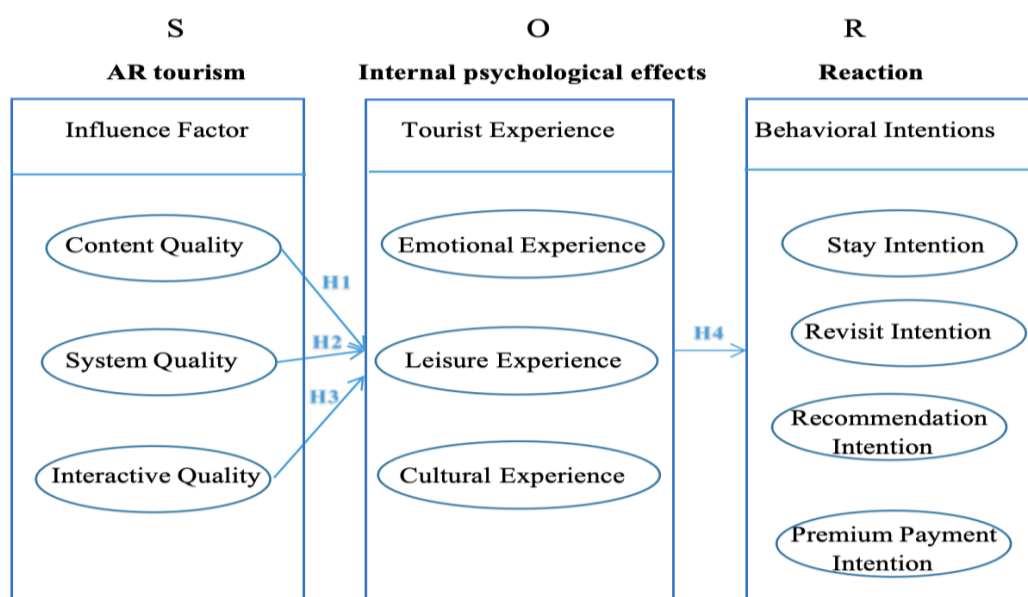 S
AR tourism
Influence Factor
Content Quality
System Quality
Interactive Quality
H1
H2
H3
O
Internal psychological effects
Tourist Experience
Emotional Experience
Leisure Experience
Cultural Experience
H4
R
Reaction
Behavioral Intentions
Stay Intention
Revisit Intention
Recommendation
Intention
Premium Payment
Intention